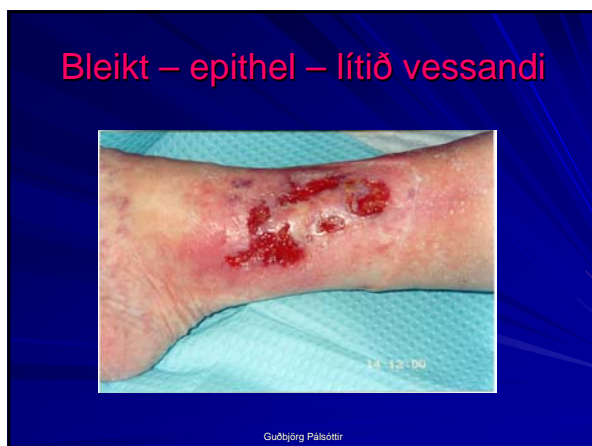 Bleikt – epithel – lítið vessandi
14 12 00
Guðbjörg Pálsóttir